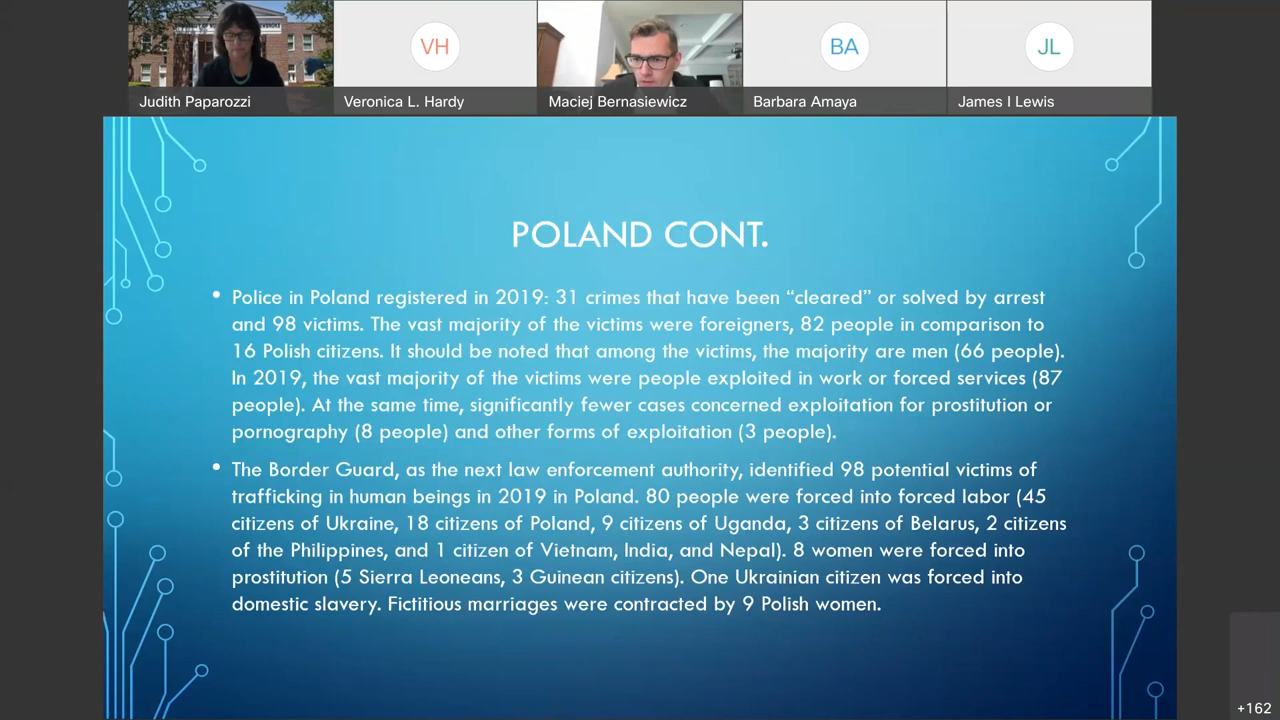 VH
BA
JL
Judith Paparozzi
Veronica L. Hardy
Maciej Bernasiewicz
Barbara Amaya
James I Lewis
POLAND CONT.
• Police in Poland registered in 2019: 31 crimes that have been “cleared” or solved by arrest
and 98 victims. The vast majority of the victims were foreigners, 82 people in comparison to
16 Polish citizens. It should be noted that among the victims, the majority are men (66 people).
In 2019, the vast majority of the victims were people exploited in work or forced services (87
people). At the same time, significantly fewer cases concerned exploitation for prostitution or
pornography (8 people) and other forms of exploitation (3 people).
• The Border Guard, as the next law enforcement authority, identified 98 potential victims of
trafficking in human beings in 2019 in Poland. 80 people were forced into forced labor (45
citizens of Ukraine, 18 citizens of Poland, 9 citizens of Uganda, 3 citizens of Belarus, 2 citizens
of the Philippines, and 1 citizen of Vietnam, India, and Nepal). 8 women were forced into
prostitution (5 Sierra Leoneans, 3 Guinean citizens). One Ukrainian citizen was forced into
domestic slavery. Fictitious marriages were contracted by 9 Polish women.
+162